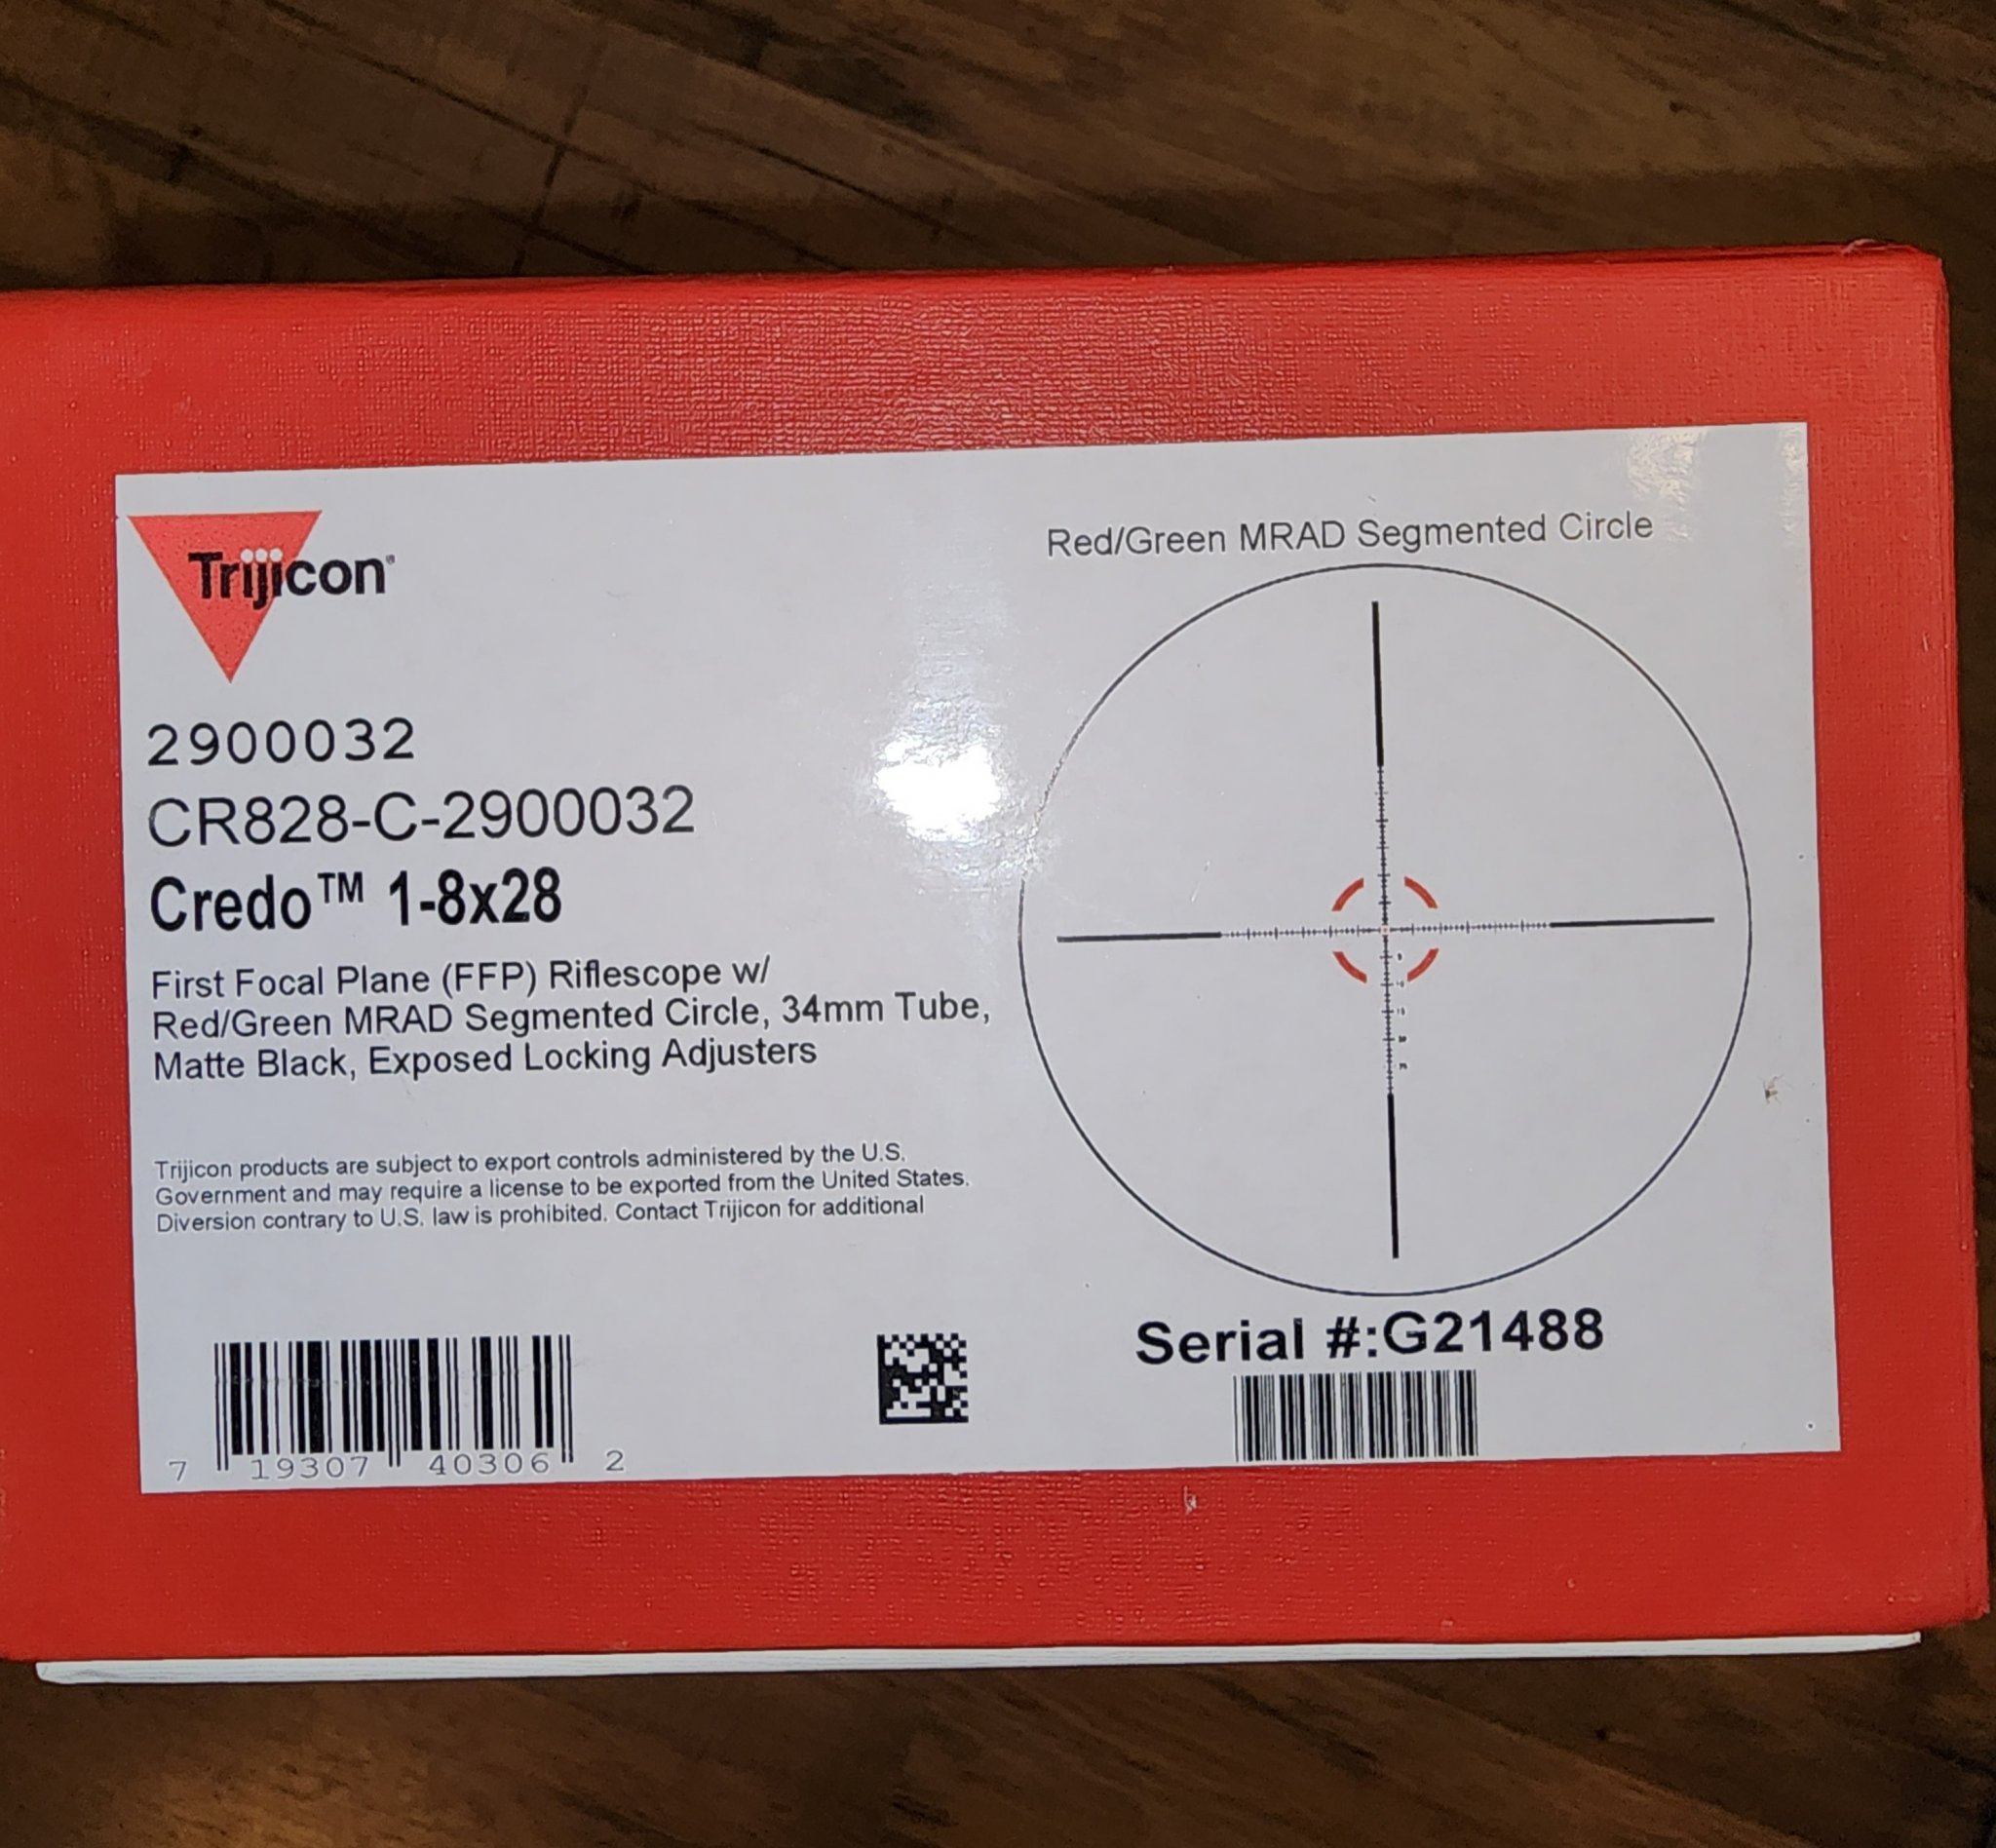 Trijicon®
2900032
CR828-C-2900032
Credo™ 1-8x28
First Focal Plane (FFP) Riflescope w/
Red/Green MRAD Segmented Circle, 34mm Tube,
Matte Black, Exposed Locking Adjusters
Trijicon products are subject to export controls administered by the U.S.
Government and may require a license to be exported from the United States.
Diversion contrary to U.S. law is prohibited. Contact Trijicon for additional
7 19307 40306 2
Red/Green MRAD Segmented Circle
Serial #:G21488